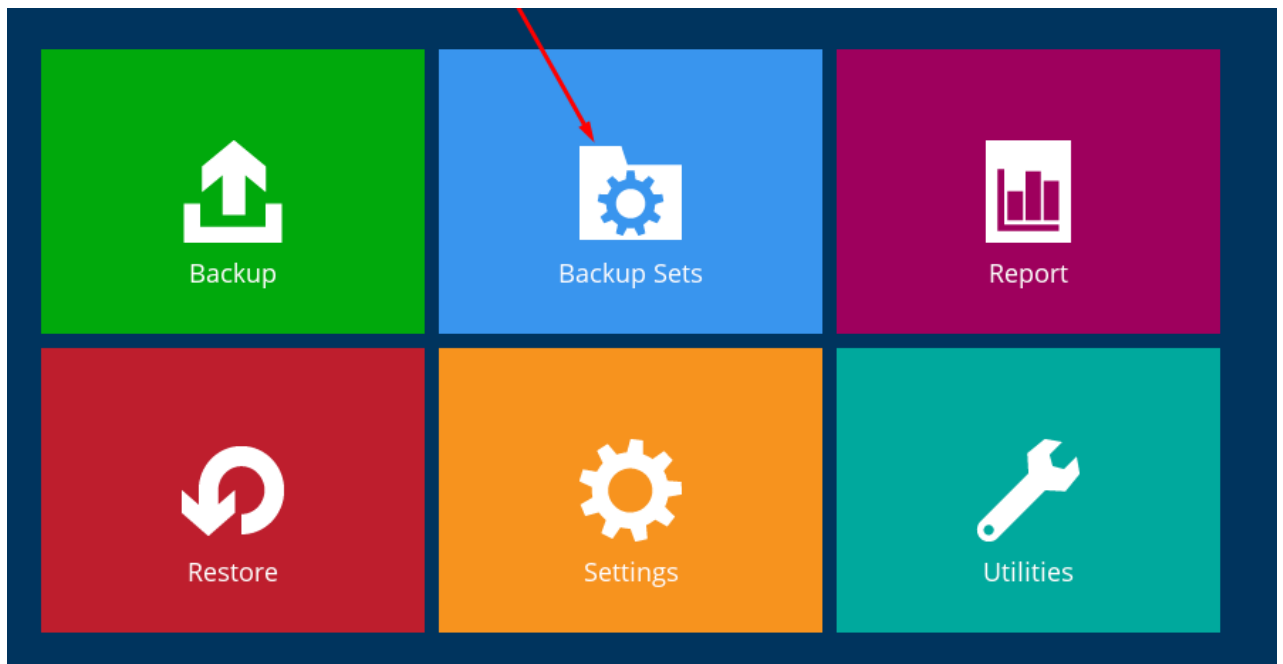 Backup
Backup Sets
Report
Restore
Settings
Utilities